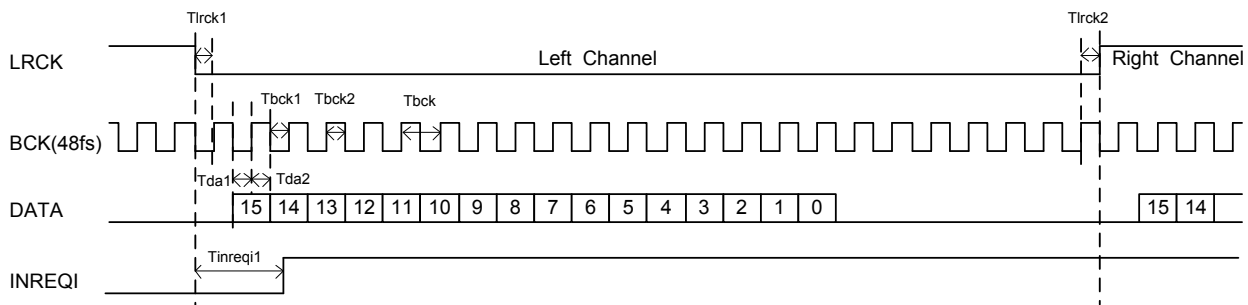 Tlrck1
Tlrck2
LRCK
Left Channel
Right Channel
Tbck1
Tbck2
Tbck
BCK(48fs)
Tda1
Tda2
DATA
15 14 13 12 11 10 9 8 7 6 5 4 3 2 1 0 15 14
Tinreqi1
INREQI